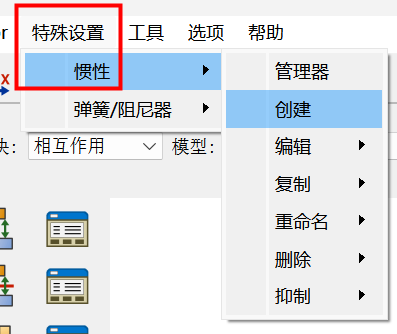 or 特殊设置 工具 选项 帮助
惯性 管理器
弹簧/阻尼器 创建
块: 相互作用 模型: 编辑
复制
重命名
删除
抑制